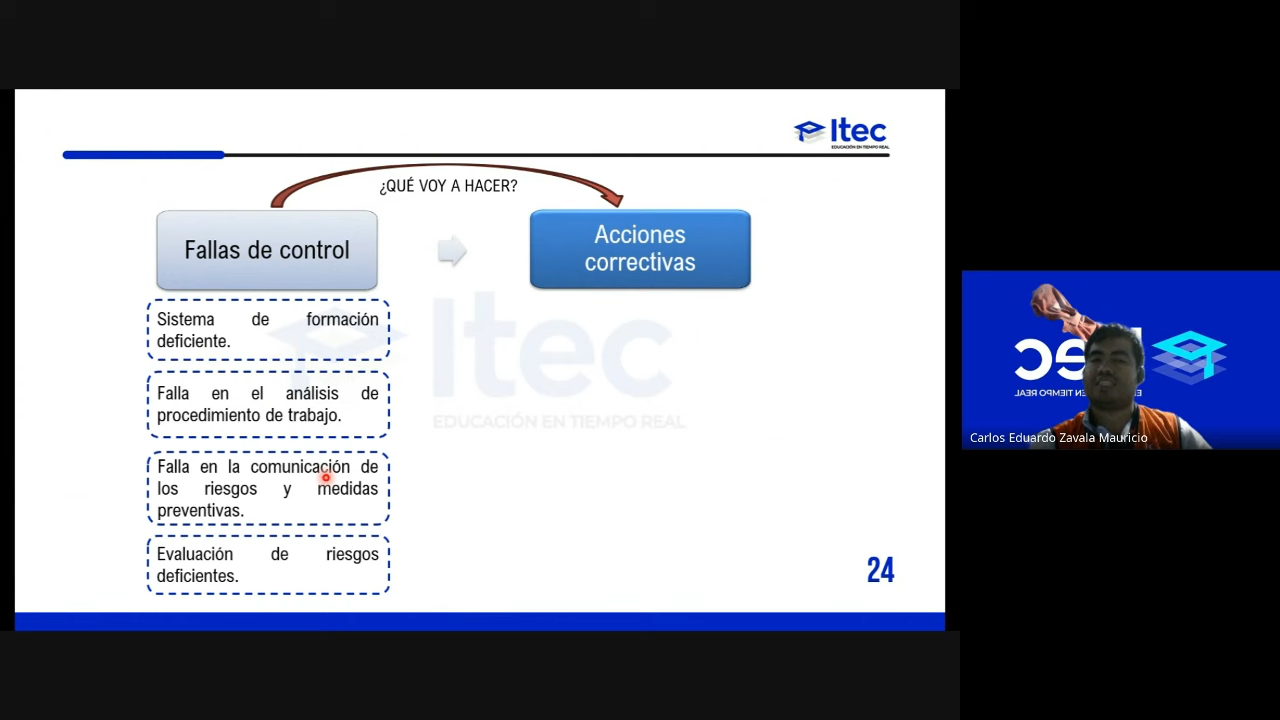 Itec
EDUCACIÓN EN TIEMPO REAL
¿QUÉ VOY A HACER?
Fallas de control
Acciones
correctivas
Sistema de formación
deficiente.
Falla en el análisis de
procedimiento de trabajo.
Falla en la comunicación de
los riesgos y medidas
preventivas.
Evaluación de riesgos
deficientes.
Itec
EDUCACIÓN EN TIEMPO REAL
24
Carlos Eduardo Zavala Mauricio